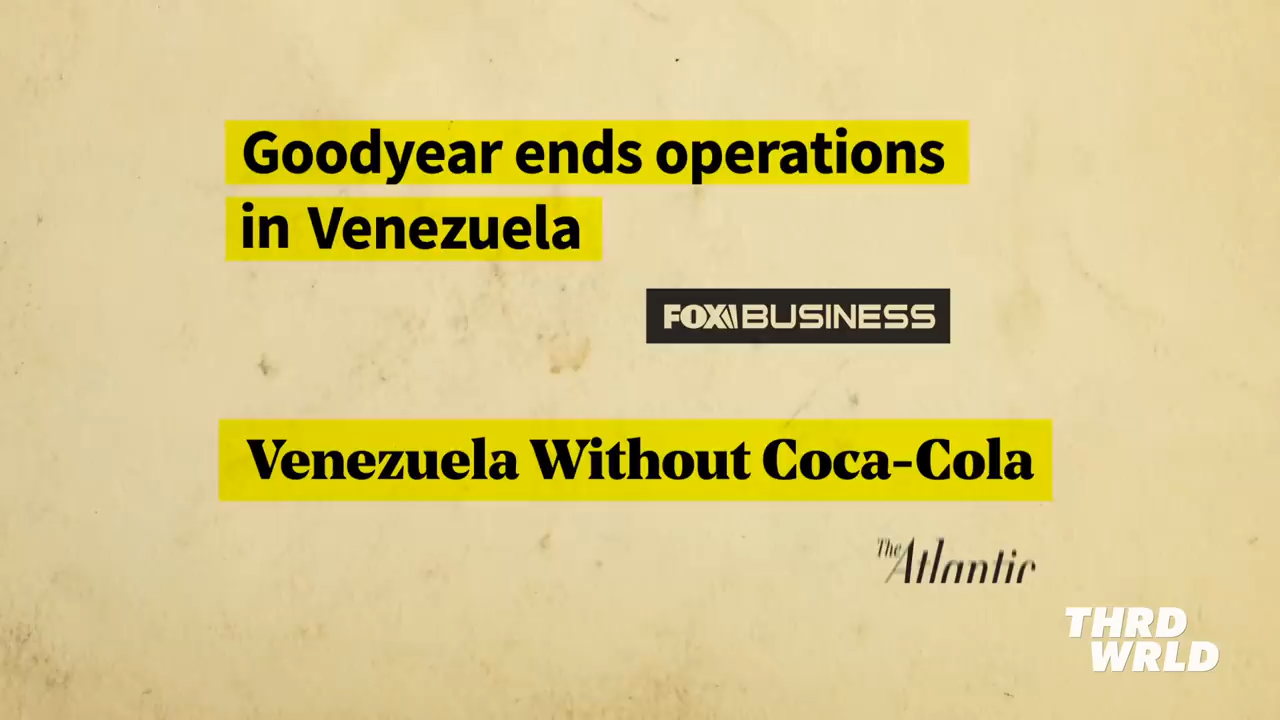 Goodyear ends operations
in Venezuela
FOX BUSINESS
Venezuela Without Coca-Cola
The Atlantic
THRD
WRLD